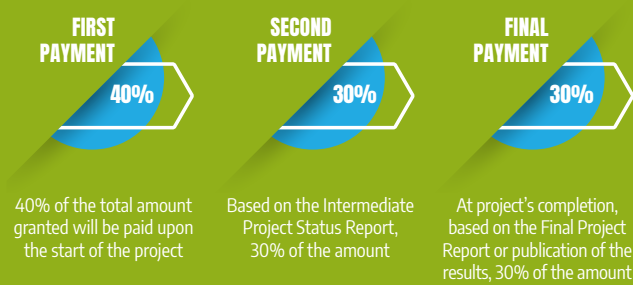 FIRST
PAYMENT
40%
40% of the total amount
granted will be paid upon
the start of the project
SECOND
PAYMENT
30%
Based on the Intermediate
Project Status Report,
30% of the amount
FINAL
PAYMENT
30%
At project's completion,
based on the Final Project
Report or publication of the
results, 30% of the amount